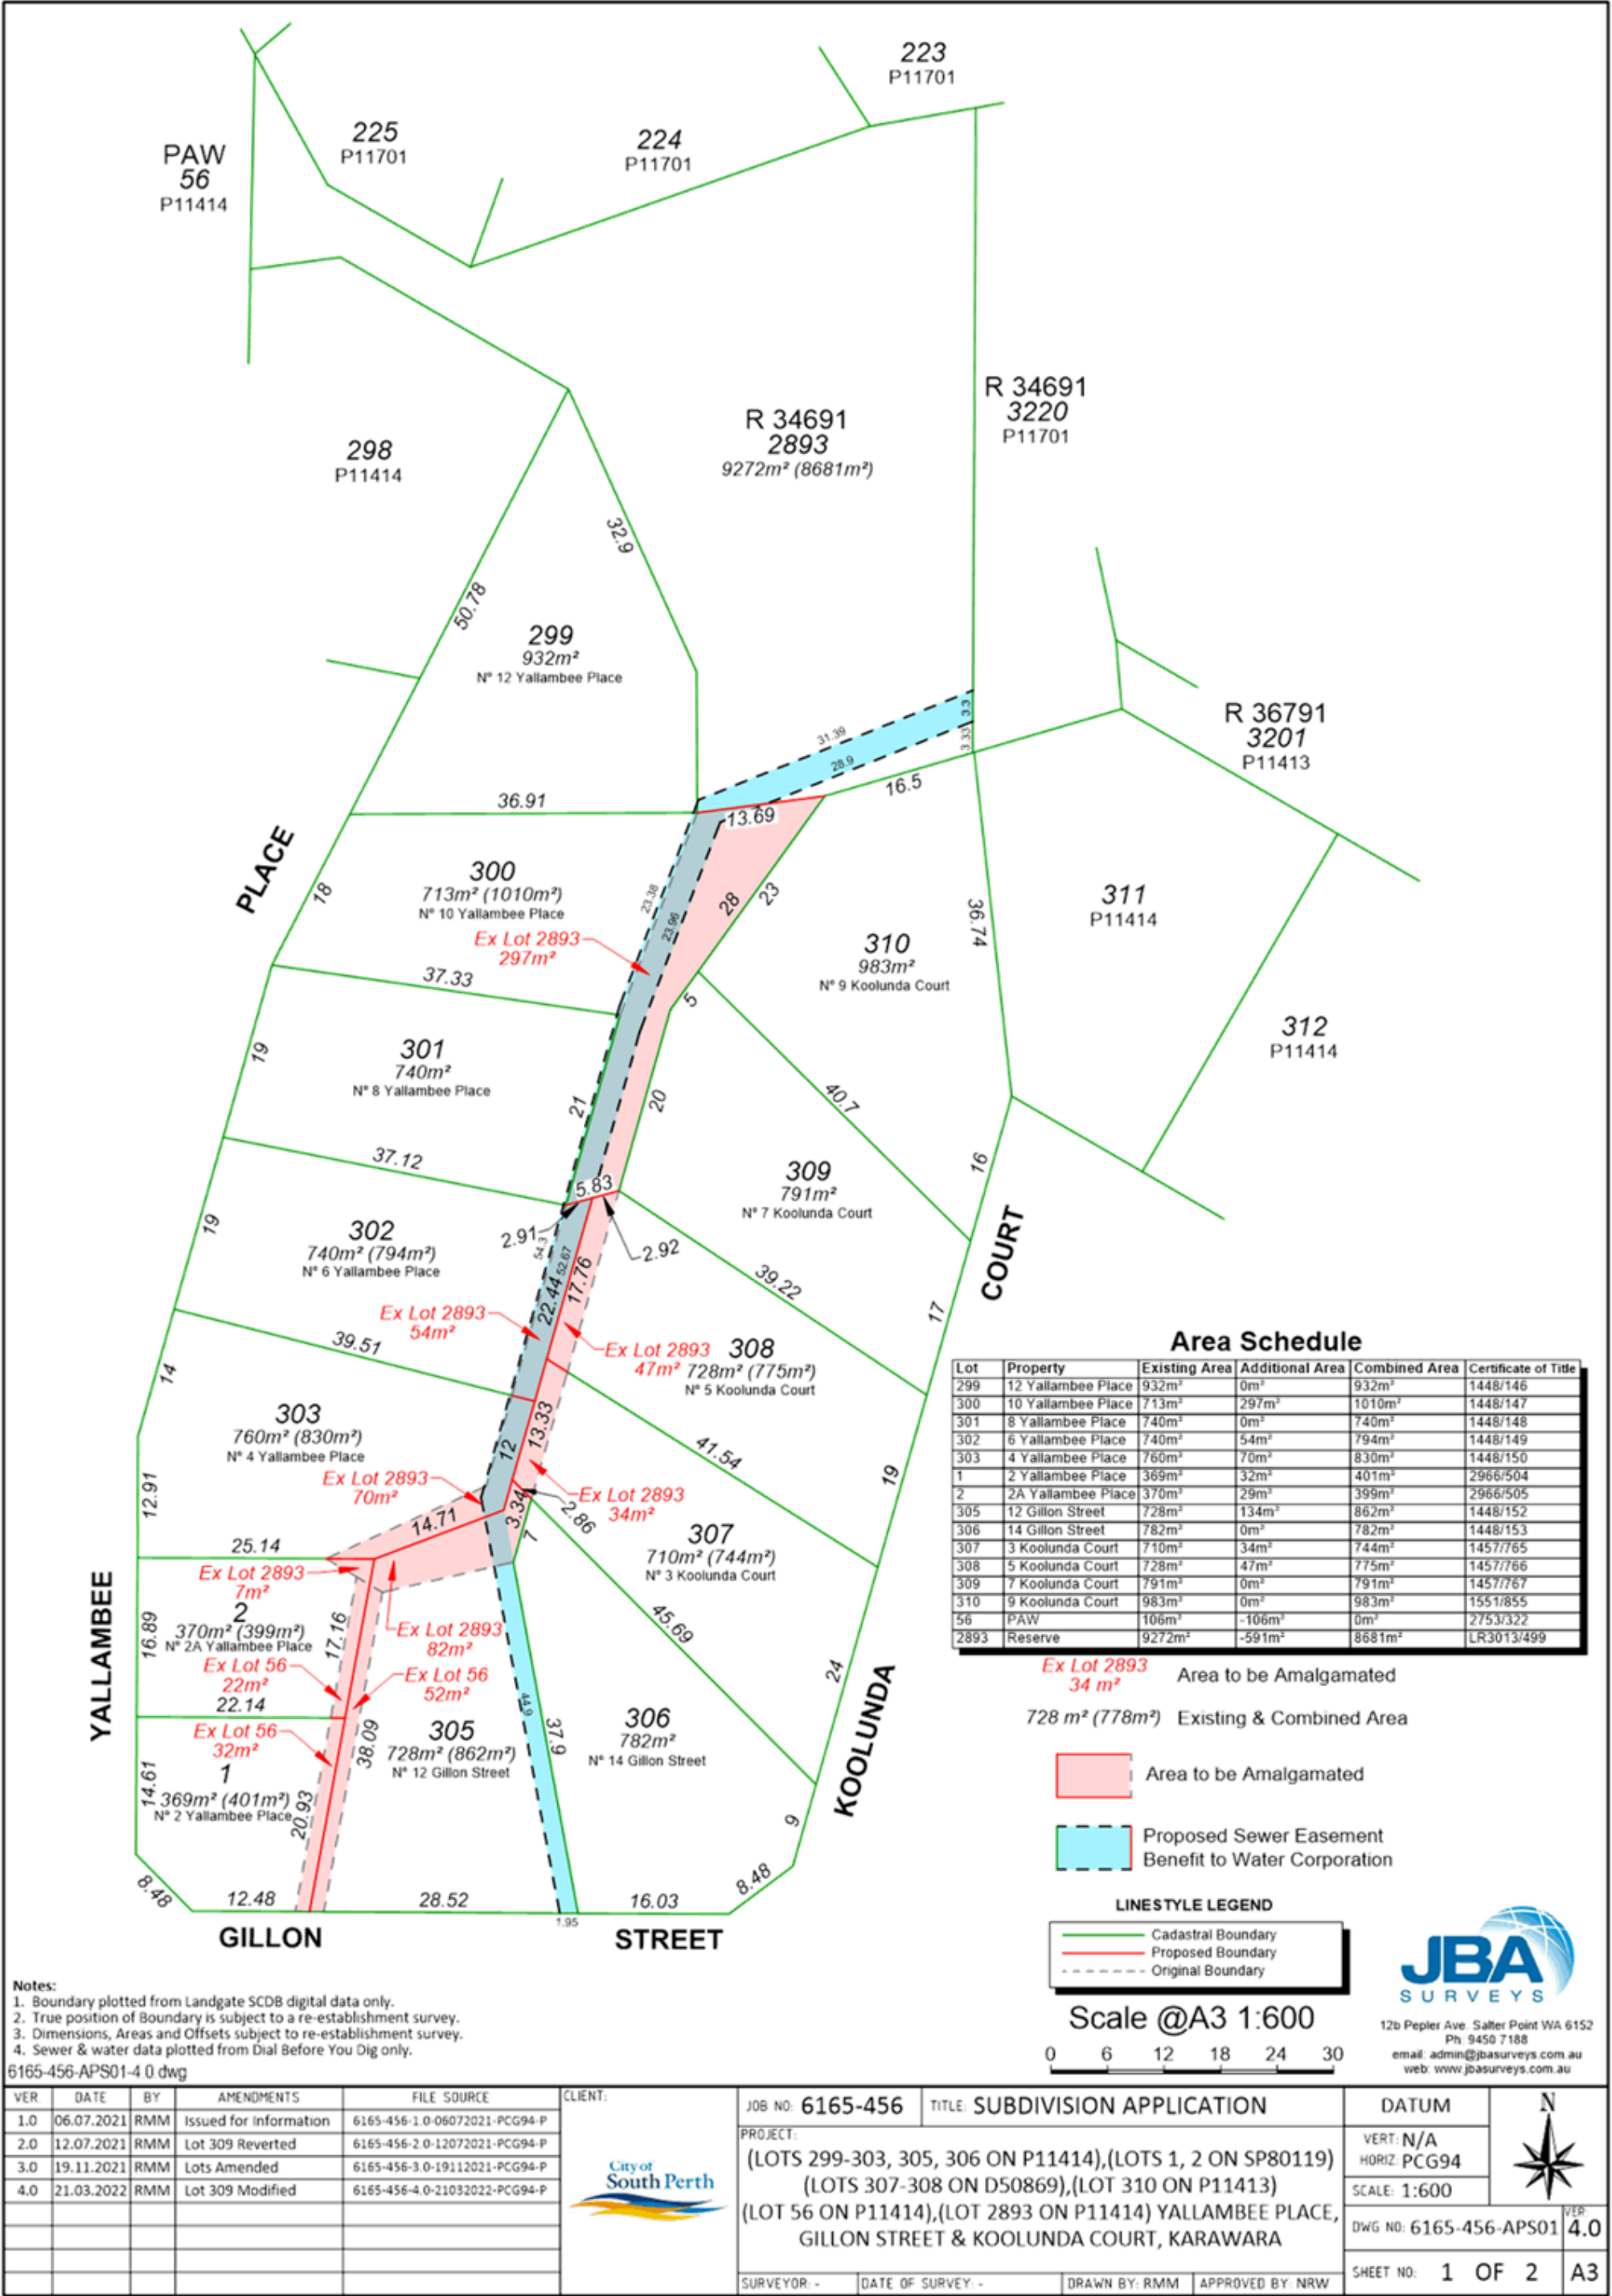 223
P11701
225
P11701
224
P11701
PAW
56
P11414
R 34691
3220
P11701
R 34691
2893
9272m² (8681m²)
298
P11414
32.9
50.78
299
932m²
N° 12 Yallambee Place
R 36791
3201
P11413
3.3
3.33
31.39
28.9
16.5
36.91
13.69
PLACE
18
300
713m² (1010m²)
N° 10 Yallambee Place
23.38
23.96
28
23
Ex Lot 2893
297m²
36.74
311
P11414
310
983m²
N° 9 Koolunda Court
37.33
5
312
P11414
19
301
740m²
N° 8 Yallambee Place
21
20
40.7
37.12
5.83
309
791m²
N° 7 Koolunda Court
16
COURT
19
302
740m² (794m²)
N° 6 Yallambee Place
2.91
54.3
52.67
2.92
22.44
17.76
39.22
17
Ex Lot 2893
54m²
39.51
Ex Lot 2893
47m²
308
728m² (775m²)
N° 5 Koolunda Court
14
303
760m² (830m²)
N° 4 Yallambee Place
12
13.33
41.54
19
Ex Lot 2893
70m²
12.91
Ex Lot 2893
34m²
14.71
3.34
2.86
7
307
710m² (744m²)
N° 3 Koolunda Court
25.14
Ex Lot 2893
7m²
YALLAMBEE
16.89
2
370m² (399m²)
N° 2A Yallambee Place
17.16
Ex Lot 2893
82m²
45.69
Ex Lot 56
22m²
Ex Lot 56
52m²
24
22.14
44.9
37.9
Ex Lot 56
32m²
38.09
305
728m² (862m²)
N° 12 Gillon Street
306
782m²
N° 14 Gillon Street
KOOLUNDA
14.61
1
369m² (401m²)
N° 2 Yallambee Place
20.93
9
8.48
12.48
28.52
1.95
16.03
8.48
GILLON
STREET
Area Schedule
Lot Property Existing Area Additional Area Combined Area Certificate of Title
299 12 Yallambee Place 932m² 0m² 932m² 1448/146
300 10 Yallambee Place 713m² 297m² 1010m² 1448/147
301 8 Yallambee Place 740m² 0m² 740m² 1448/148
302 6 Yallambee Place 740m² 54m² 794m² 1448/149
303 4 Yallambee Place 760m² 70m² 830m² 1448/150
1 2 Yallambee Place 369m² 32m² 401m² 2966/504
2 2A Yallambee Place 370m² 29m² 399m² 2966/505
305 12 Gillon Street 728m² 134m² 862m² 1448/152
306 14 Gillon Street 782m² 0m² 782m² 1448/153
307 3 Koolunda Court 710m² 34m² 744m² 1457/765
308 5 Koolunda Court 728m² 47m² 775m² 1457/766
309 7 Koolunda Court 791m² 0m² 791m² 1457/767
310 9 Koolunda Court 983m² 0m² 983m² 1551/855
56 PAW 106m² -106m² 0m² 2753/322
2893 Reserve 9272m² -591m² 8681m² LR3013/499
Ex Lot 2893
34 m²
Area to be Amalgamated
728 m² (778m²) Existing & Combined Area
Area to be Amalgamated
Proposed Sewer Easement
Benefit to Water Corporation
LINESTYLE LEGEND
Cadastral Boundary
Proposed Boundary
Original Boundary
Scale @A3 1:600
0 6 12 18 24 30
JBA
SURVEYS
12b Pepler Ave. Salter Point WA 6152
Ph: 9450 7188
email: admin@jbasurveys.com.au
web: www.jbasurveys.com.au
Notes:
1. Boundary plotted from Landgate SCDB digital data only.
2. True position of Boundary is subject to a re-establishment survey.
3. Dimensions, Areas and Offsets subject to re-establishment survey.
4. Sewer & water data plotted from Dial Before You Dig only.
6165-456-APS01-4.0.dwg
VER DATE BY AMENDMENTS FILE SOURCE
1.0 06.07.2021 RMM Issued for Information 6165-456-1.0-06072021-PCG94-P
2.0 12.07.2021 RMM Lot 309 Reverted 6165-456-2.0-12072021-PCG94-P
3.0 19.11.2021 RMM Lots Amended 6165-456-3.0-19112021-PCG94-P
4.0 21.03.2022 RMM Lot 309 Modified 6165-456-4.0-21032022-PCG94-P
CLIENT:
City of
South Perth
JOB NO: 6165-456
TITLE: SUBDIVISION APPLICATION
PROJECT:
(LOTS 299-303, 305, 306 ON P11414),(LOTS 1, 2 ON SP80119)
(LOTS 307-308 ON D50869),(LOT 310 ON P11413)
(LOT 56 ON P11414),(LOT 2893 ON P11414) YALLAMBEE PLACE,
GILLON STREET & KOOLUNDA COURT, KARAWARA
SURVEYOR: - DATE OF SURVEY: - DRAWN BY: RMM APPROVED BY: NRW
DATUM
VERT: N/A
HORIZ: PCG94
SCALE: 1:600
N
DWG NO: 6165-456-APS01
VER:
4.0
SHEET NO: 1 OF 2 A3